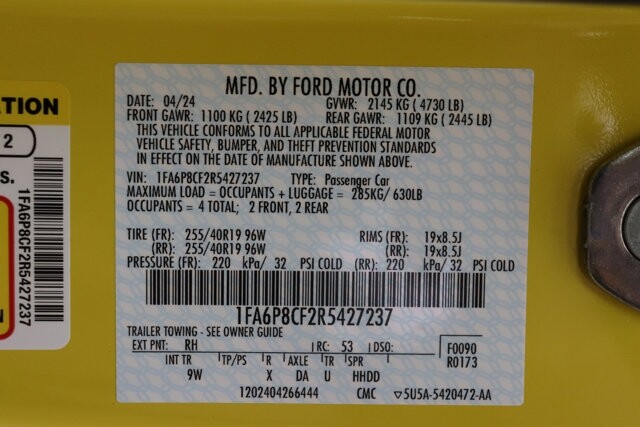 ATION
2
S.
1FA6P8CF2R5427237
N
MFD. BY FORD MOTOR CO.
DATE: 04/24 GVWR: 2145 KG ( 4730 LB)
FRONT GAWR: 1100 KG ( 2425 LB) REAR GAWR: 1109 KG ( 2445 LB)
THIS VEHICLE CONFORMS TO ALL APPLICABLE FEDERAL MOTOR
VEHICLE SAFETY, BUMPER, AND THEFT PREVENTION STANDARDS
IN EFFECT ON THE DATE OF MANUFACTURE SHOWN ABOVE.
VIN: 1FA6P8CF2R5427237 TYPE: Passenger Car
MAXIMUM LOAD = OCCUPANTS + LUGGAGE = 285KG/ 630LB
OCCUPANTS = 4 TOTAL; 2 FRONT, 2 REAR
TIRE (FR): 255/40R19 96W RIMS (FR): 19x8.5J
(RR): 255/40R19 96W (RR): 19x8.5J
PRESSURE (FR): 220 kPa/ 32 PSI COLD (RR): 220 kPa/ 32 PSI COLD
1FA6P8CF2R5427237
TRAILER TOWING - SEE OWNER GUIDE
EXT PNT: RH RC: 53 DSO: F0090
R0173
INT TR TP/PS R AXLE TR SPR
9W X DA U HHDD
1202404266444 CMC ▽5U5A-5420472-AA